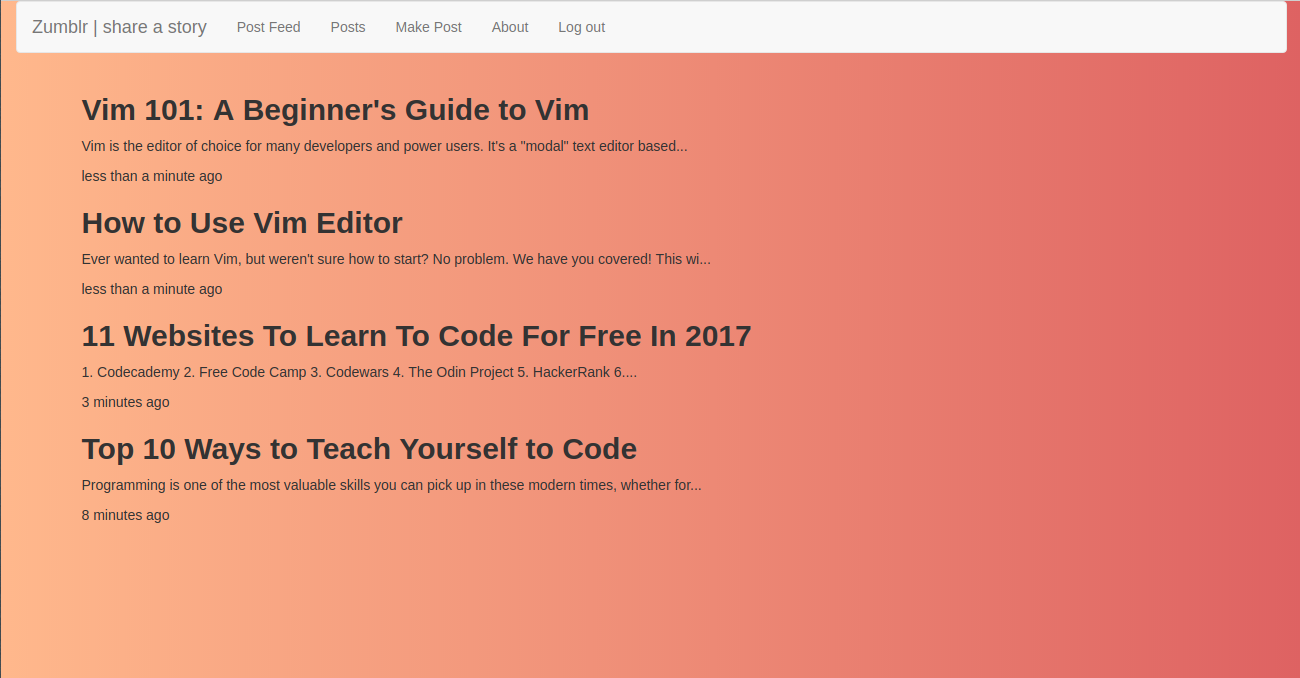 Zumblr | share a story Post Feed Posts Make Post About Log out
Vim 101: A Beginner's Guide to Vim
Vim is the editor of choice for many developers and power users. It's a "modal" text editor based...
less than a minute ago
How to Use Vim Editor
Ever wanted to learn Vim, but weren't sure how to start? No problem. We have you covered! This wi...
less than a minute ago
11 Websites To Learn To Code For Free In 2017
1. Codecademy 2. Free Code Camp 3. Codewars 4. The Odin Project 5. HackerRank 6....
3 minutes ago
Top 10 Ways to Teach Yourself to Code
Programming is one of the most valuable skills you can pick up in these modern times, whether for...
8 minutes ago